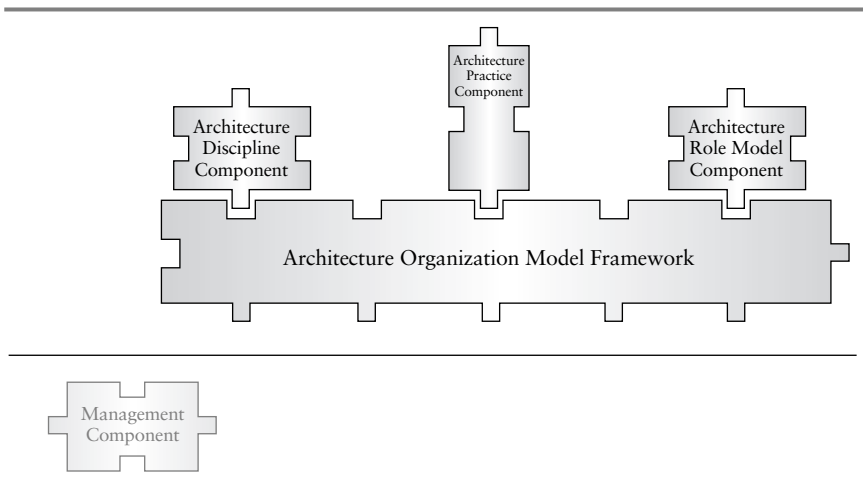 Architecture
Practice
Component
Architecture
Discipline
Component
Architecture
Role Model
Component
Architecture Organization Model Framework
Management
Component